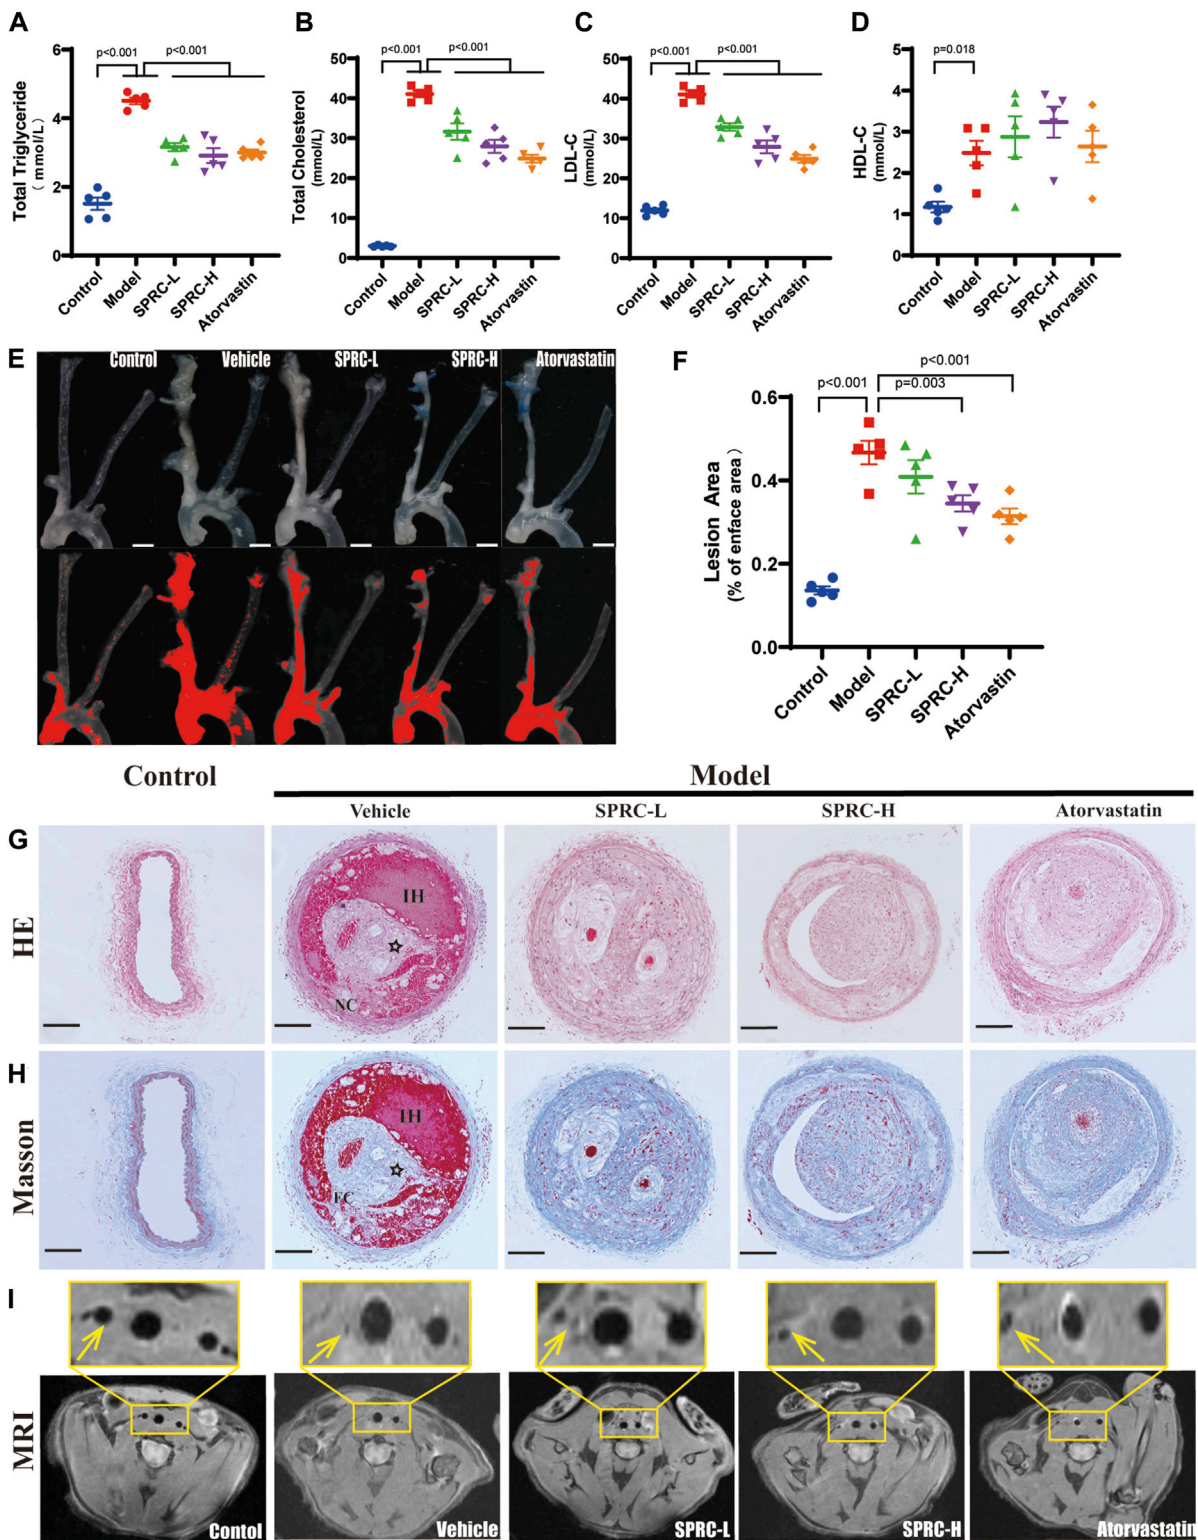 A
p<0.001
p<0.001
Total Triglyceride
( mmol/L)
6
4
2
0
Control
Model
SPRC-L
SPRC-H
Atorvastin
B
p<0.001
p<0.001
Total Cholesterol
(mmol/L)
50
40
30
20
10
0
Control
Model
SPRC-L
SPRC-H
Atorvastin
C
p<0.001
p<0.001
LDL-C
(mmol/L)
50
40
30
20
10
0
Control
Model
SPRC-L
SPRC-H
Atorvastin
D
p=0.018
HDL-C
(mmol/L)
5
4
3
2
1
0
Control
Model
SPRC-L
SPRC-H
Atorvastin
E
Control
Vehicle
SPRC-L
SPRC-H
Atorvastatin
F
p<0.001
p<0.001
p=0.003
Lesion Area
(% of enface area)
0.6
0.4
0.2
0.0
Control
Model
SPRC-L
SPRC-H
Atorvastin
Control
Model
Vehicle
SPRC-L
SPRC-H
Atorvastatin
G
HE
IH
NC
H
Masson
IH
FC
I
MRI
Contol
Vehicle
SPRC-L
SPRC-H
Atorvastatin